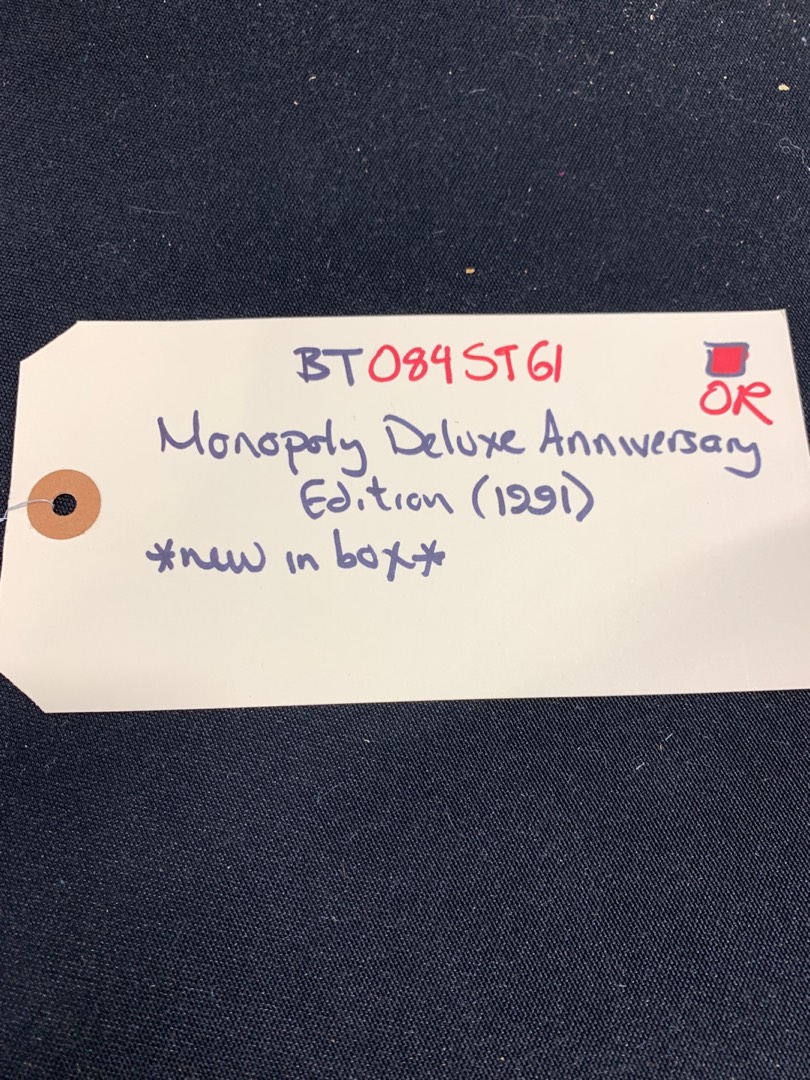 BT084ST61
OR
Monopoly Deluxe Anniversary
Edition (1991)
*new in box*